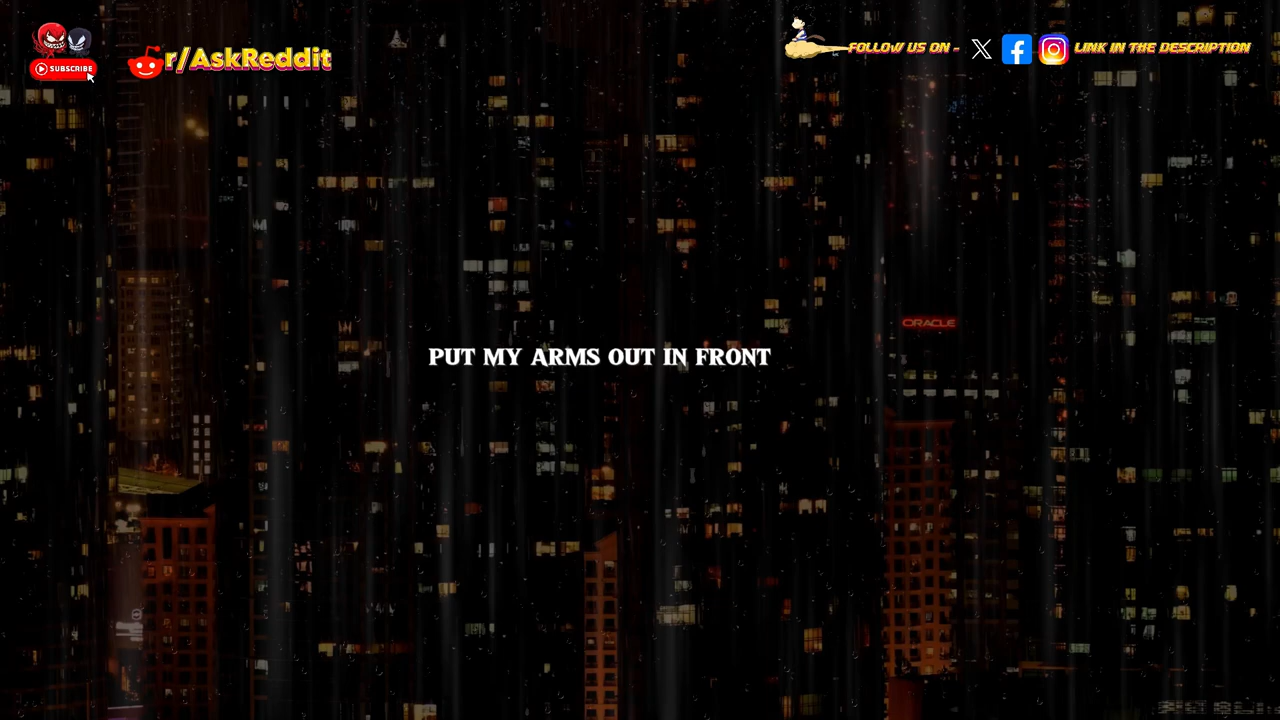 SUBSCRIBE
r/AskReddit
FOLLOW US ON -
LINK IN THE DESCRIPTION
ORACLE
PUT MY ARMS OUT IN FRONT